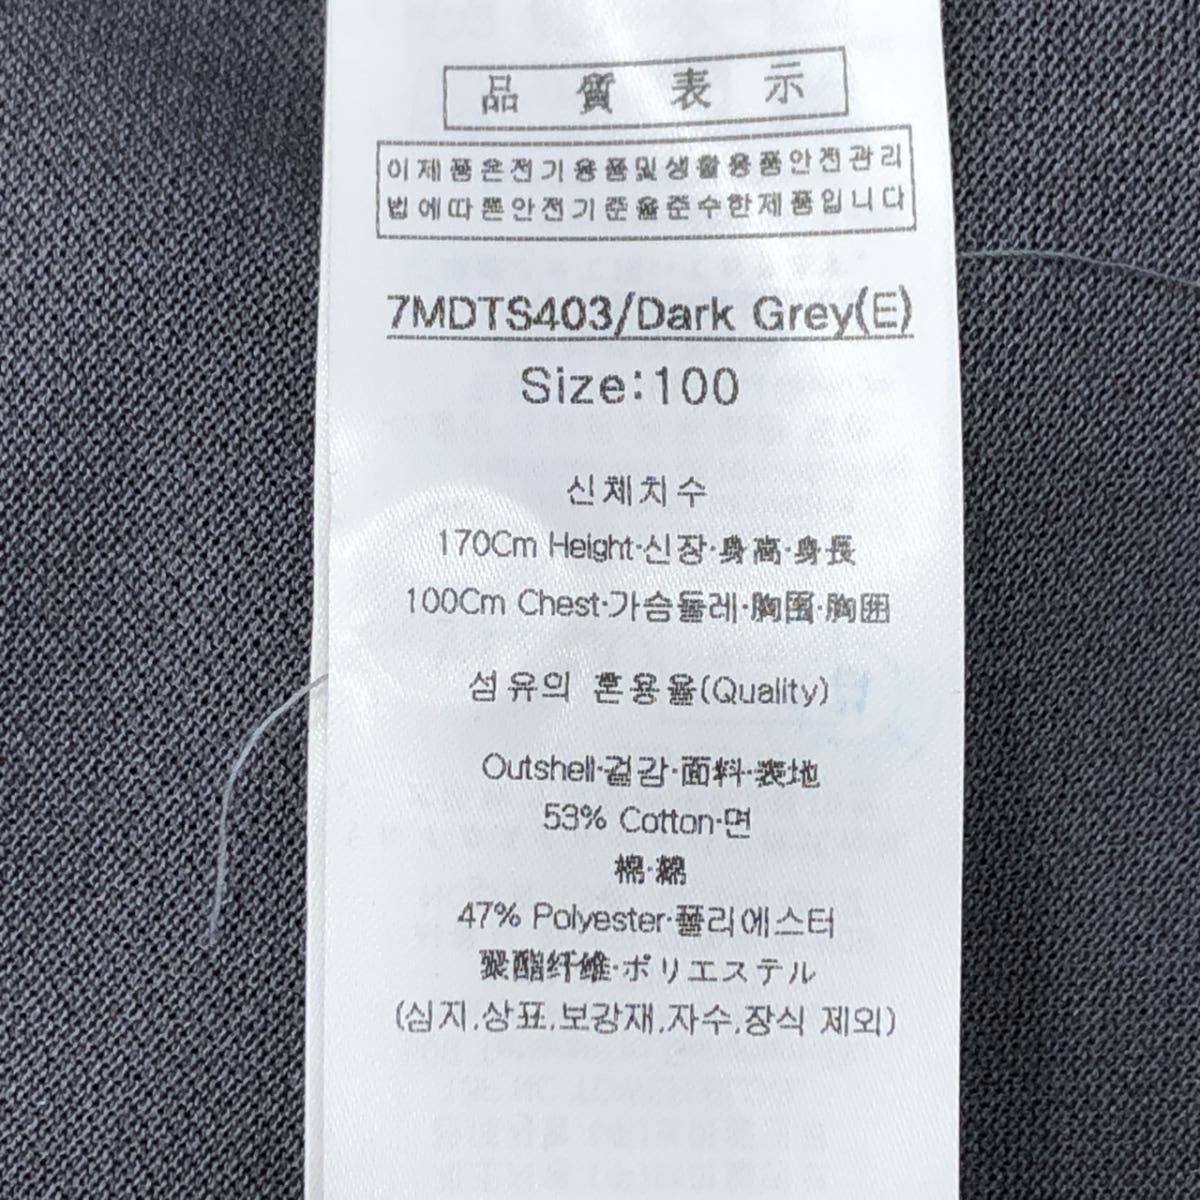 品質表示
이제품은전기용품및생활용품안전관리
법에따른안전기준을준수한제품입니다
7MDTS403/Dark Grey(E)
Size:100
신체치수
170Cm Height·신장·身高·身長
100Cm Chest·가슴둘레·胸围·胸囲
섬유의 혼용율(Quality)
Outshell·겉감·面料·表地
53% Cotton·면
棉·綿
47% Polyester·폴리에스터
聚酯纤维·ポリエステル
(심지,상표,보강재,자수,장식 제외)